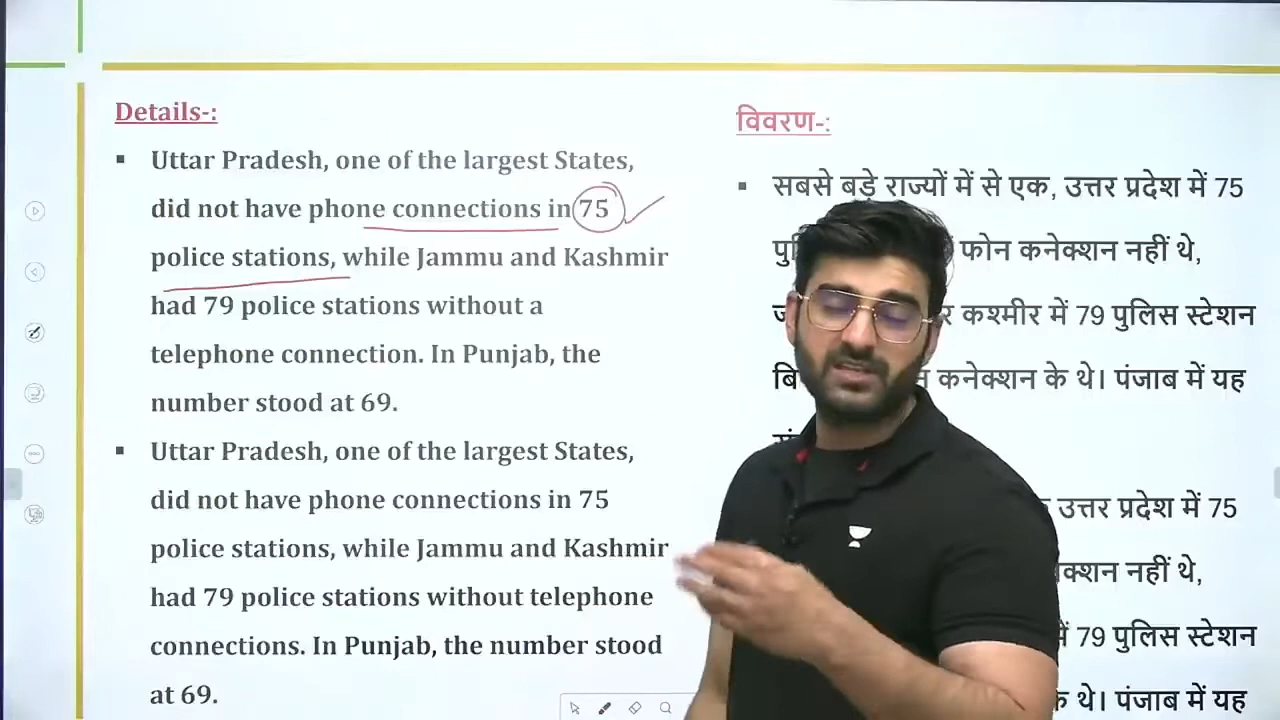 Details-:
▪ Uttar Pradesh, one of the largest States,
did not have phone connections in 75
police stations, while Jammu and Kashmir
had 79 police stations without a
telephone connection. In Punjab, the
number stood at 69.
▪ Uttar Pradesh, one of the largest States,
did not have phone connections in 75
police stations, while Jammu and Kashmir
had 79 police stations without telephone
connections. In Punjab, the number stood
at 69.
विवरण-:
▪ सबसे बड़े राज्यों में से एक, उत्तर प्रदेश में 75
फोन कनेक्शन नहीं थे,
कश्मीर में 79 पुलिस स्टेशन
कनेक्शन के थे। पंजाब में यह
उत्तर प्रदेश में 75
नहीं थे,
79 पुलिस स्टेशन
थे। पंजाब में यह